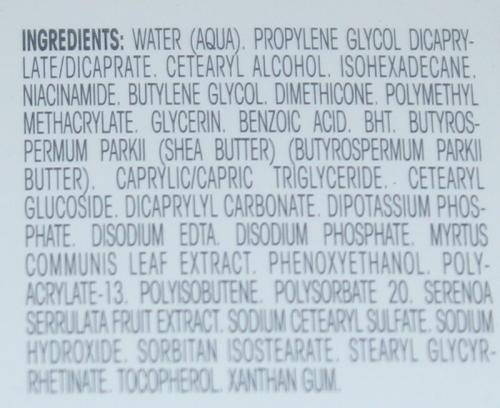 INGREDIENTS: WATER (AQUA), PROPYLENE GLYCOL DICAPRY-
LATE/DICAPRATE, CETEARYL ALCOHOL, ISOHEXADECANE,
NIACINAMIDE, BUTYLENE GLYCOL, DIMETHICONE, POLYMETHYL
METHACRYLATE, GLYCERIN, BENZOIC ACID, BHT, BUTYROS-
PERMUM PARKII (SHEA BUTTER) (BUTYROSPERMUM PARKII
BUTTER), CAPRYLIC/CAPRIC TRIGLYCERIDE, CETEARYL
GLUCOSIDE, DICAPRYLYL CARBONATE, DIPOTASSIUM PHOS-
PHATE, DISODIUM EDTA, DISODIUM PHOSPHATE, MYRTUS
COMMUNIS LEAF EXTRACT, PHENOXYETHANOL, POLY-
ACRYLATE-13, POLYISOBUTENE, POLYSORBATE 20, SERENOA
SERRULATA FRUIT EXTRACT, SODIUM CETEARYL SULFATE, SODIUM
HYDROXIDE, SORBITAN ISOSTEARATE, STEARYL GLYCYR-
RHETINATE, TOCOPHEROL, XANTHAN GUM.